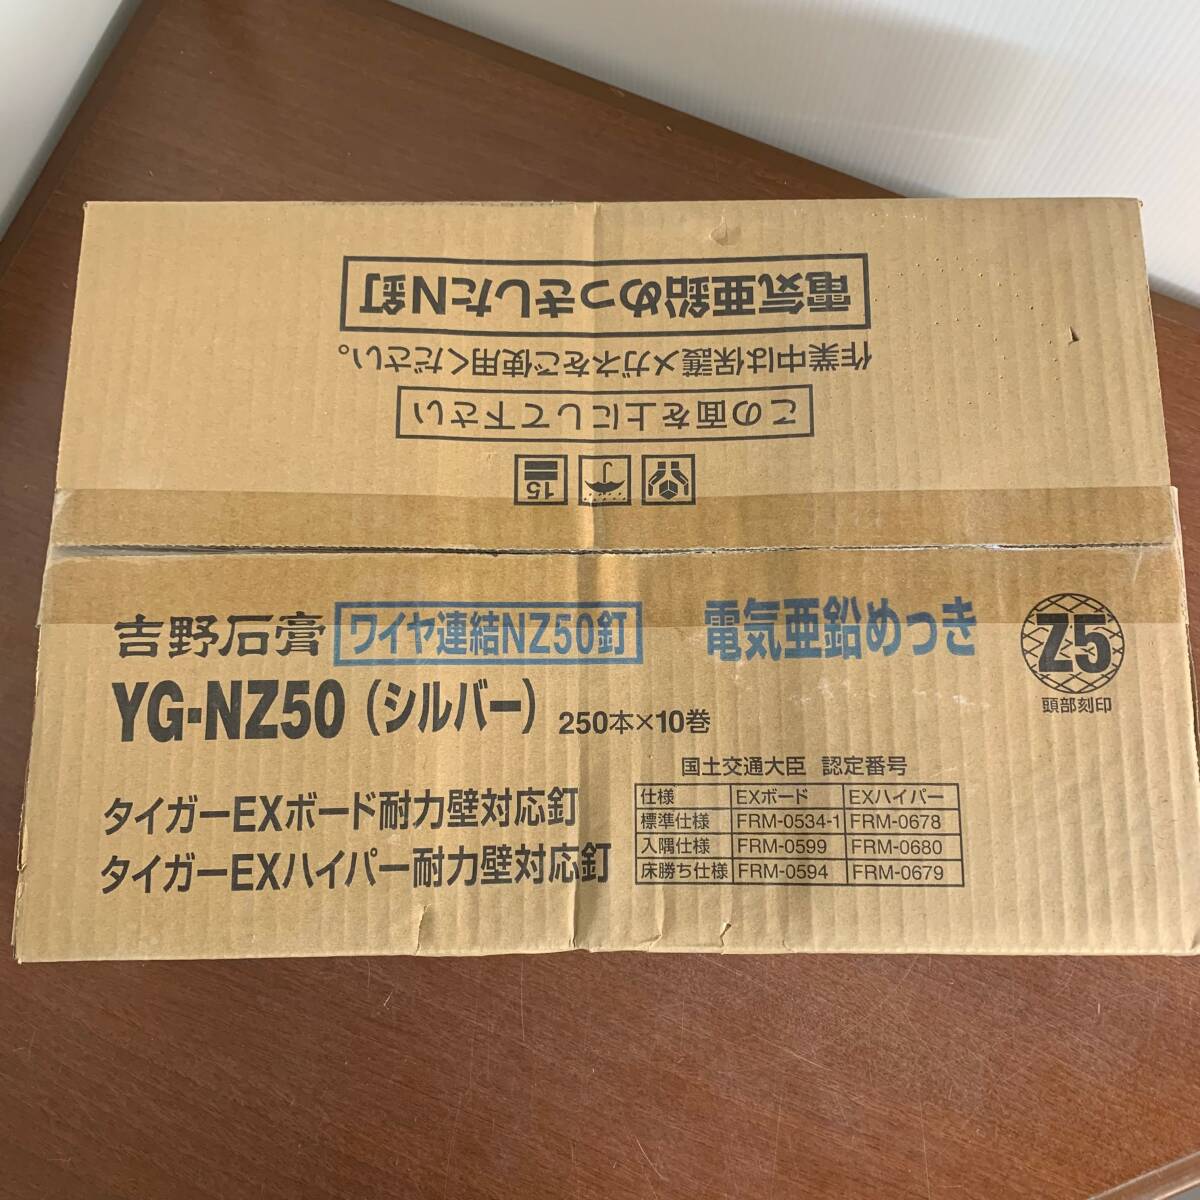 電気亜鉛めっきしたN釘
作業中は保護メガネをご使用ください。
この面を上にして下さい
15
吉野石膏 ワイヤ連結NZ50釘 電気亜鉛めっき
Z5
頭部刻印
YG-NZ50（シルバー） 250本×10巻
タイガーEXボード耐力壁対応釘
タイガーEXハイパー耐力壁対応釘
国土交通大臣 認定番号
仕様 EXボード EXハイパー
標準仕様 FRM-0534-1 FRM-0678
入隅仕様 FRM-0599 FRM-0680
床勝ち仕様 FRM-0594 FRM-0679